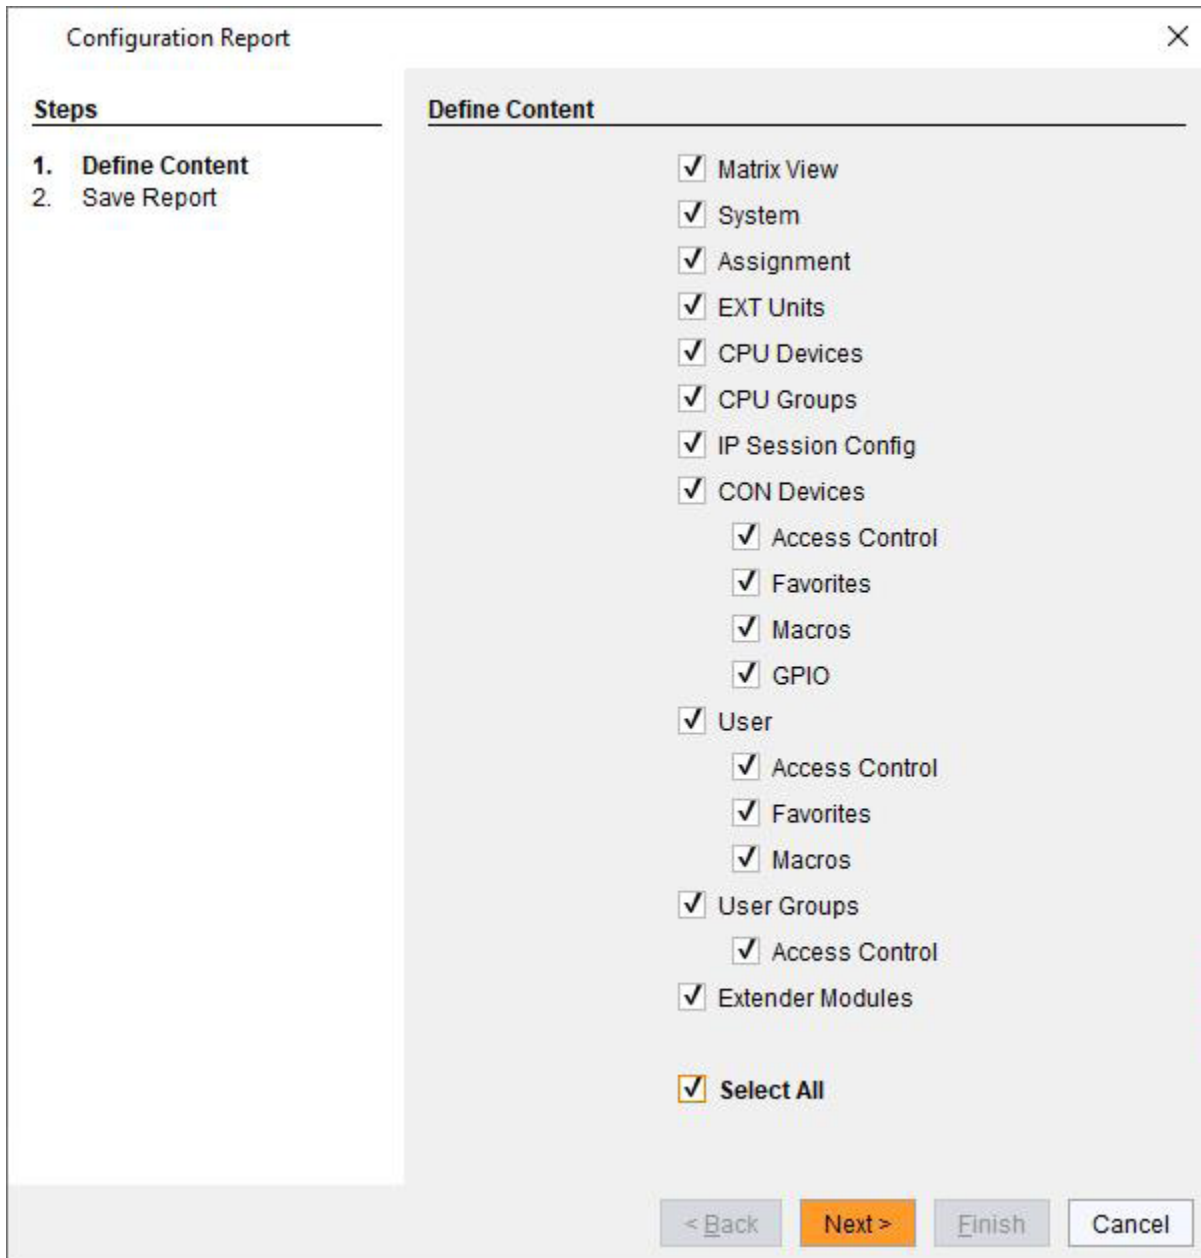 Configuration Report
Steps
1. Define Content
2. Save Report
Define Content
Matrix View
System
Assignment
EXT Units
CPU Devices
CPU Groups
IP Session Config
CON Devices
Access Control
Favorites
Macros
GPIO
User
Access Control
Favorites
Macros
User Groups
Access Control
Extender Modules
Select All
< Back Next > Finish Cancel